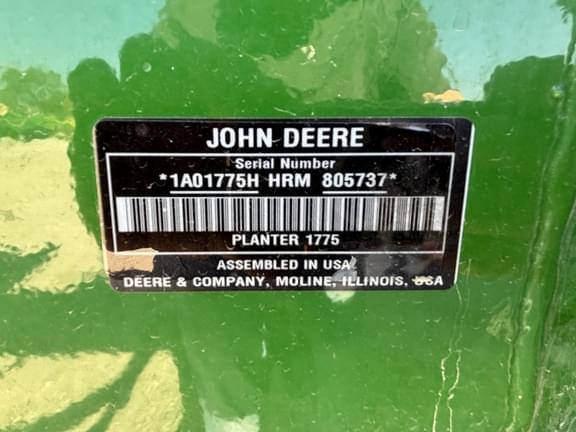 JOHN DEERE
Serial Number
*1A01775H HRM 805737*
PLANTER 1775
ASSEMBLED IN USA
DEERE & COMPANY, MOLINE, ILLINOIS, USA